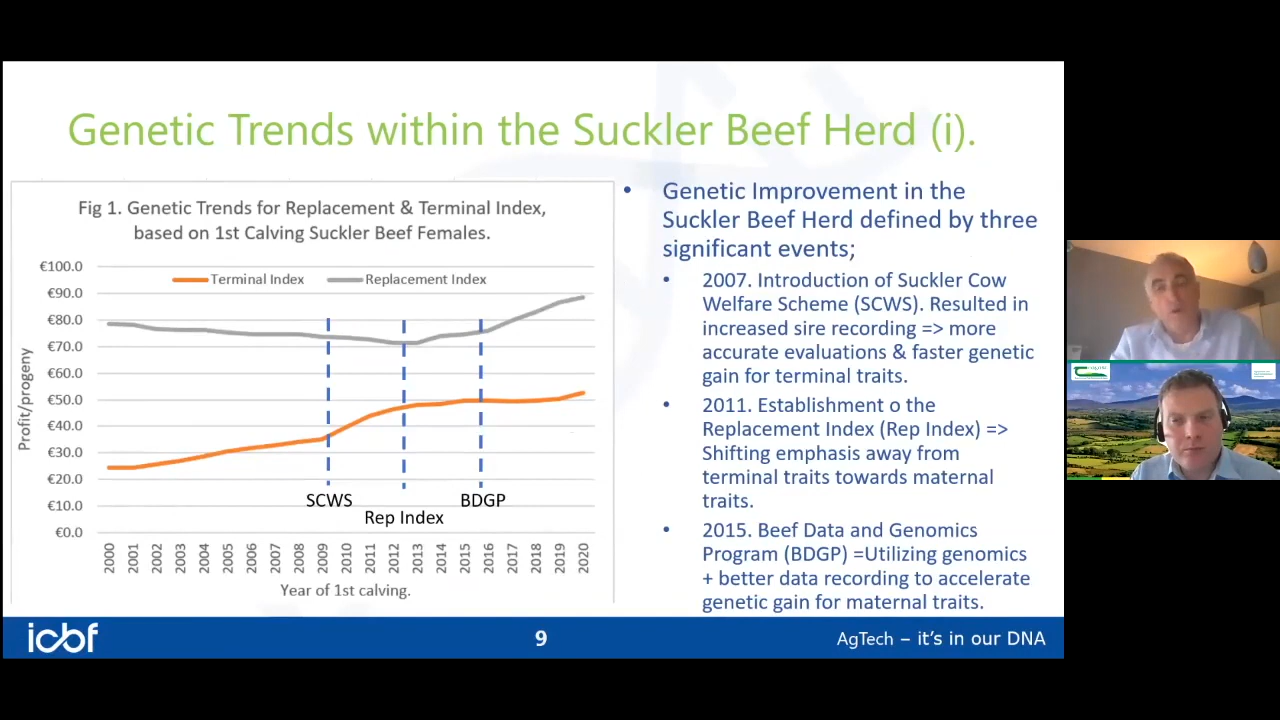 Genetic Trends within the Suckler Beef Herd (i).
Fig 1. Genetic Trends for Replacement & Terminal Index,
based on 1st Calving Suckler Beef Females.
€100.0
€90.0
€80.0
€70.0
€60.0
€50.0
€40.0
€30.0
€20.0
€10.0
€0.0
Terminal Index
Replacement Index
Profit/progeny
SCWS
Rep Index
BDGP
2000
2001
2002
2003
2004
2005
2006
2007
2008
2009
2010
2011
2012
2013
2014
2015
2016
2017
2018
2019
2020
Year of 1st calving.
• Genetic Improvement in the
Suckler Beef Herd defined by three
significant events;
• 2007. Introduction of Suckler Cow
Welfare Scheme (SCWS). Resulted in
increased sire recording => more
accurate evaluations & faster genetic
gain for terminal traits.
• 2011. Establishment o the
Replacement Index (Rep Index) =>
Shifting emphasis away from
terminal traits towards maternal
traits.
• 2015. Beef Data and Genomics
Program (BDGP) =Utilizing genomics
+ better data recording to accelerate
genetic gain for maternal traits.
icbf
9
AgTech – it's in our DNA